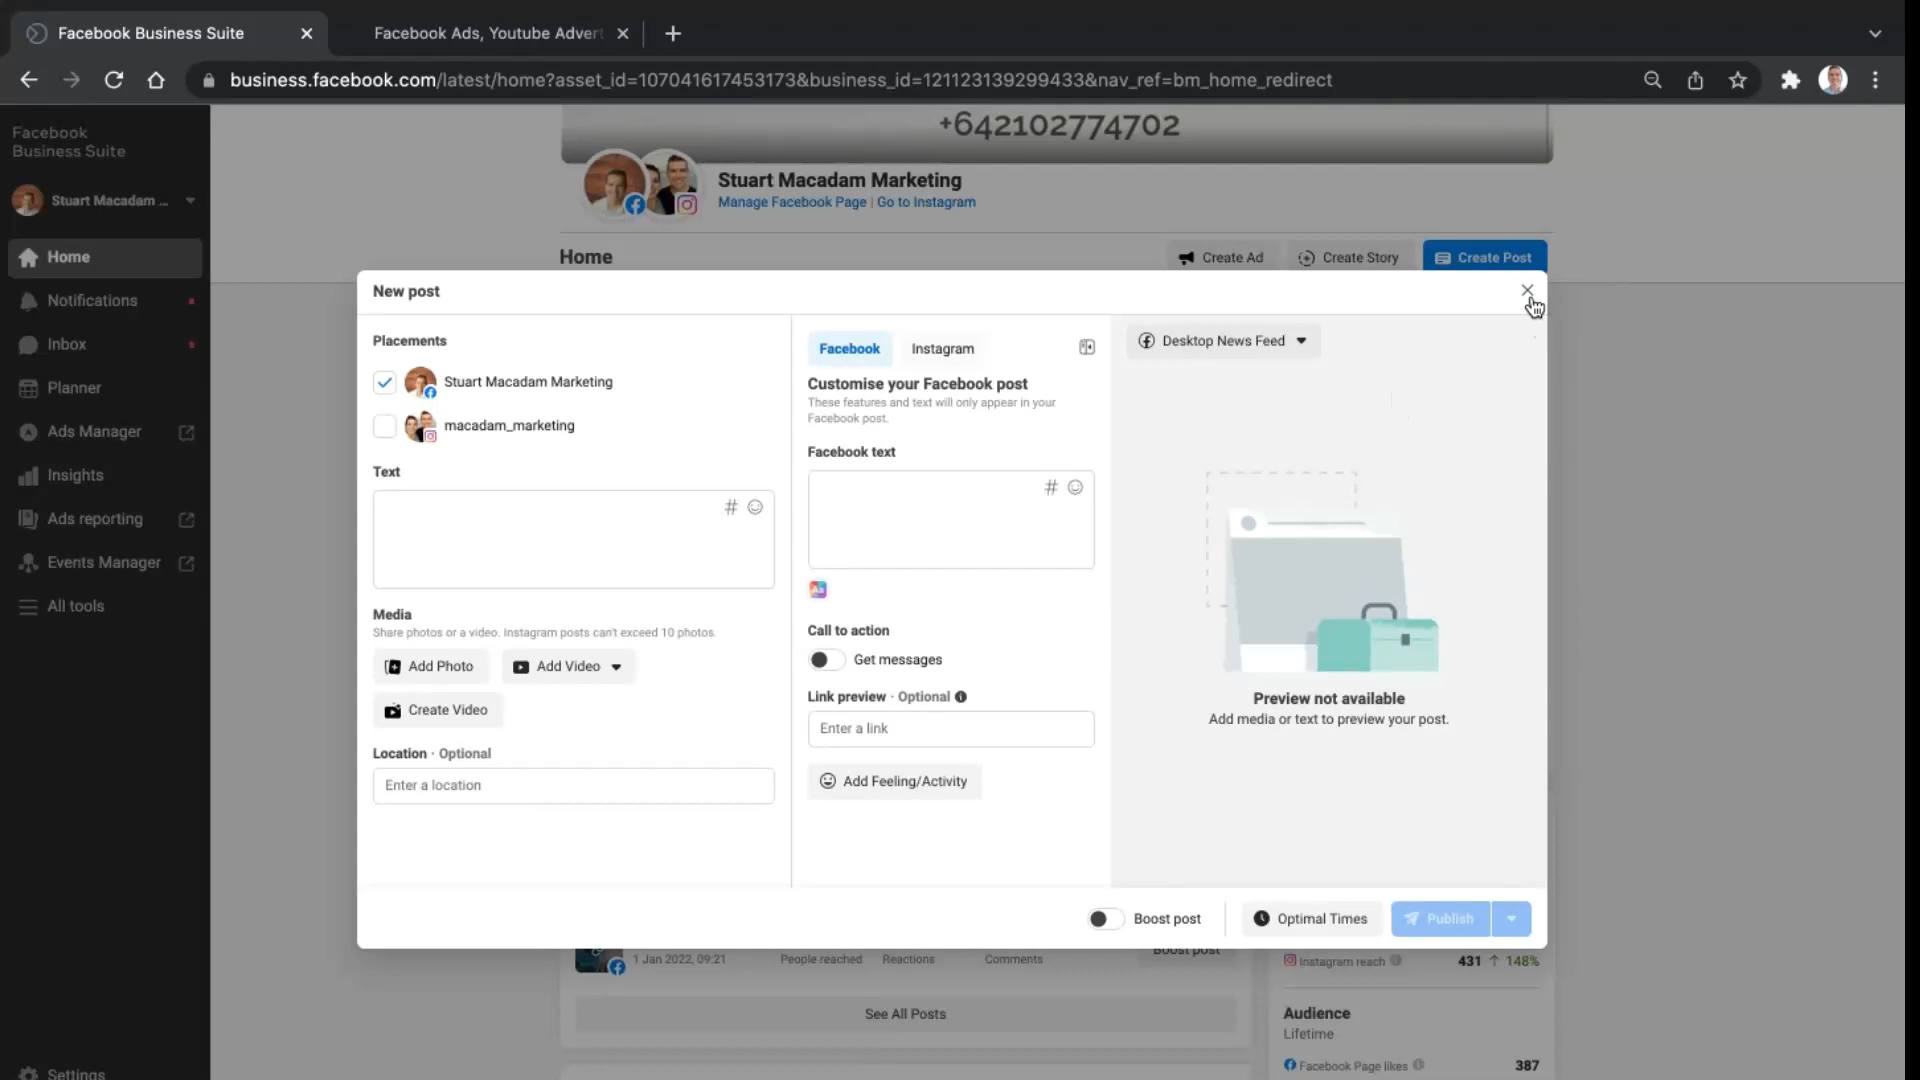 Facebook Business Suite
Facebook Ads, Youtube Advert
business.facebook.com/latest/home?asset_id=107041617453173&business_id=121123139299433&nav_ref=bm_home_redirect
Facebook
Business Suite
Stuart Macadam ...
Home
Notifications
Inbox
Planner
Ads Manager
Insights
Ads reporting
Events Manager
All tools
Settings
+642102774702
Stuart Macadam Marketing
Manage Facebook Page | Go to Instagram
Home
Create Ad
Create Story
Create Post
New post
Placements
Stuart Macadam Marketing
macadam_marketing
Text
Media
Share photos or a video. Instagram posts can't exceed 10 photos.
Add Photo
Add Video
Create Video
Location · Optional
Enter a location
Facebook
Instagram
Customise your Facebook post
These features and text will only appear in your
Facebook post.
Facebook text
Call to action
Get messages
Link preview · Optional
Enter a link
Add Feeling/Activity
Desktop News Feed
Preview not available
Add media or text to preview your post.
Boost post
Optimal Times
Publish
1 Jan 2022, 09:21
People reached
Reactions
Comments
Boost post
See All Posts
Instagram reach
431 ↑ 148%
Audience
Lifetime
Facebook Page likes
387